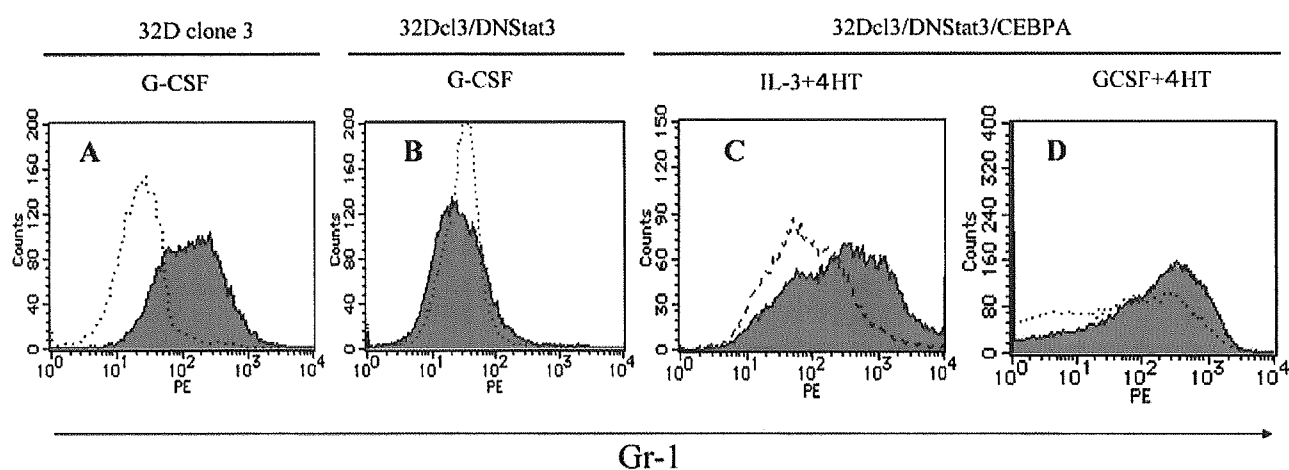 32D clone 3
32Dcl3/DNStat3
32Dcl3/DNStat3/CEBPA
G-CSF
G-CSF
IL-3+4HT
GCSF+4HT
A
Counts
0 40 80 120 160 200
10^0 10^1 10^2 10^3 10^4
PE
B
Counts
0 40 80 120 160 200
10^0 10^1 10^2 10^3 10^4
PE
C
Counts
0 30 60 90 120 150
10^0 10^1 10^2 10^3 10^4
PE
D
Counts
0 80 160 240 320 400
10^0 10^1 10^2 10^3 10^4
PE
Gr-1